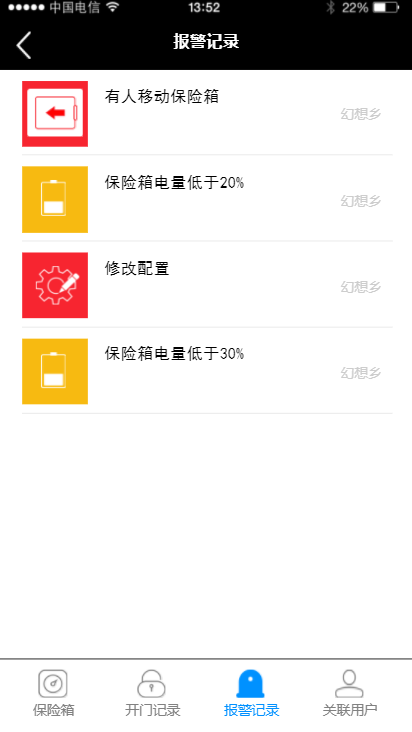 中国电信 13:52 22%
报警记录
有人移动保险箱
幻想乡
保险箱电量低于20%
幻想乡
修改配置
幻想乡
保险箱电量低于30%
幻想乡
保险箱 开门记录 报警记录 关联用户